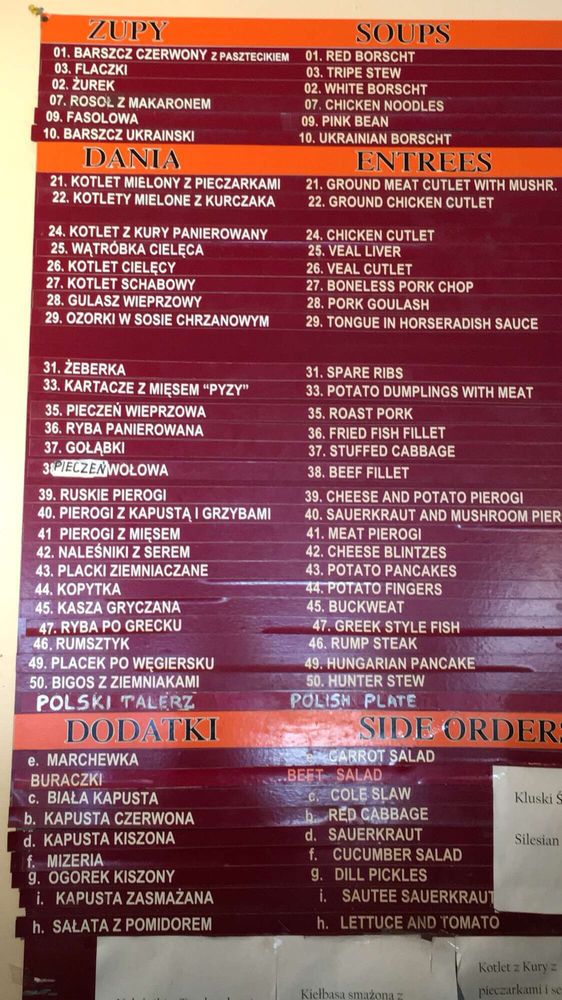 ZUPY SOUPS
01. BARSZCZ CZERWONY Z PASZTECIKIEM 01. RED BORSCHT
03. FLACZKI 03. TRIPE STEW
02. ŻUREK 02. WHITE BORSCHT
07. ROSOŁ Z MAKARONEM 07. CHICKEN NOODLES
09. FASOLOWA 09. PINK BEAN
10. BARSZCZ UKRAINSKI 10. UKRAINIAN BORSCHT
DANIA ENTREES
21. KOTLET MIELONY Z PIECZARKAMI 21. GROUND MEAT CUTLET WITH MUSHR.
22. KOTLETY MIELONE Z KURCZAKA 22. GROUND CHICKEN CUTLET
24. KOTLET Z KURY PANIEROWANY 24. CHICKEN CUTLET
25. WĄTRÓBKA CIELĘCA 25. VEAL LIVER
26. KOTLET CIELĘCY 26. VEAL CUTLET
27. KOTLET SCHABOWY 27. BONELESS PORK CHOP
28. GULASZ WIEPRZOWY 28. PORK GOULASH
29. OZORKI W SOSIE CHRZANOWYM 29. TONGUE IN HORSERADISH SAUCE
31. ŻEBERKA 31. SPARE RIBS
33. KARTACZE Z MIĘSEM "PYZY" 33. POTATO DUMPLINGS WITH MEAT
35. PIECZEŃ WIEPRZOWA 35. ROAST PORK
36. RYBA PANIEROWANA 36. FRIED FISH FILLET
37. GOŁĄBKI 37. STUFFED CABBAGE
38 PIECZEŃ WOŁOWA 38. BEEF FILLET
39. RUSKIE PIEROGI 39. CHEESE AND POTATO PIEROGI
40. PIEROGI Z KAPUSTĄ I GRZYBAMI 40. SAUERKRAUT AND MUSHROOM PIER
41 PIEROGI Z MIĘSEM 41. MEAT PIEROGI
42. NALEŚNIKI Z SEREM 42. CHEESE BLINTZES
43. PLACKI ZIEMNIACZANE 43. POTATO PANCAKES
44. KOPYTKA 44. POTATO FINGERS
45. KASZA GRYCZANA 45. BUCKWEAT
47. RYBA PO GRECKU 47. GREEK STYLE FISH
46. RUMSZTYK 46. RUMP STEAK
49. PLACEK PO WĘGIERSKU 49. HUNGARIAN PANCAKE
50. BIGOS Z ZIEMNIAKAMI 50. HUNTER STEW
POLSKI TALERZ POLISH PLATE
DODATKI SIDE ORDER
e. MARCHEWKA e. CARROT SALAD
BURACZKI BEET SALAD
c. BIAŁA KAPUSTA c. COLE SLAW
b. KAPUSTA CZERWONA b. RED CABBAGE
d. KAPUSTA KISZONA d. SAUERKRAUT
f. MIZERIA f. CUCUMBER SALAD
g. OGOREK KISZONY g. DILL PICKLES
i. KAPUSTA ZASMAŻANA i. SAUTEE SAUERKRAUT
h. SAŁATA Z POMIDOREM h. LETTUCE AND TOMATO
Kluski Ś
Silesian
Kiełbasa smażona z
Kotlet z Kury z
pieczarkami i se